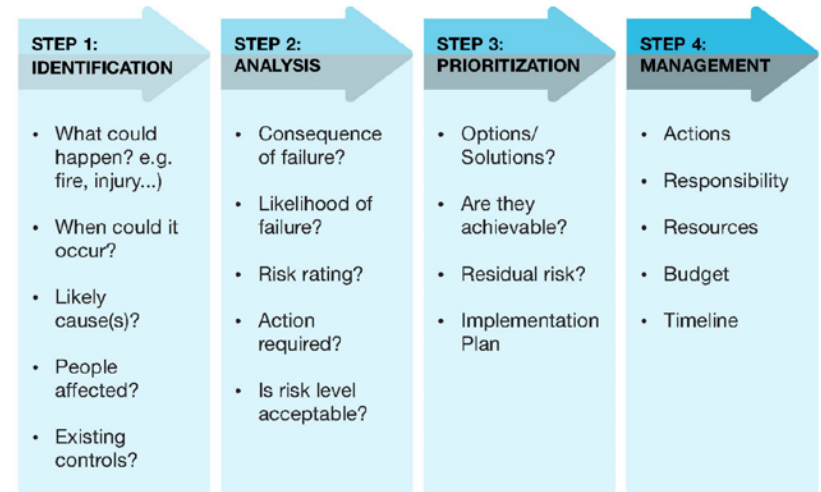 STEP 1:
IDENTIFICATION
• What could
happen? e.g.
fire, injury...)
• When could it
occur?
• Likely
cause(s)?
• People
affected?
• Existing
controls?
STEP 2:
ANALYSIS
• Consequence
of failure?
• Likelihood of
failure?
• Risk rating?
• Action
required?
• Is risk level
acceptable?
STEP 3:
PRIORITIZATION
• Options/
Solutions?
• Are they
achievable?
• Residual risk?
• Implementation
Plan
STEP 4:
MANAGEMENT
• Actions
• Responsibility
• Resources
• Budget
• Timeline